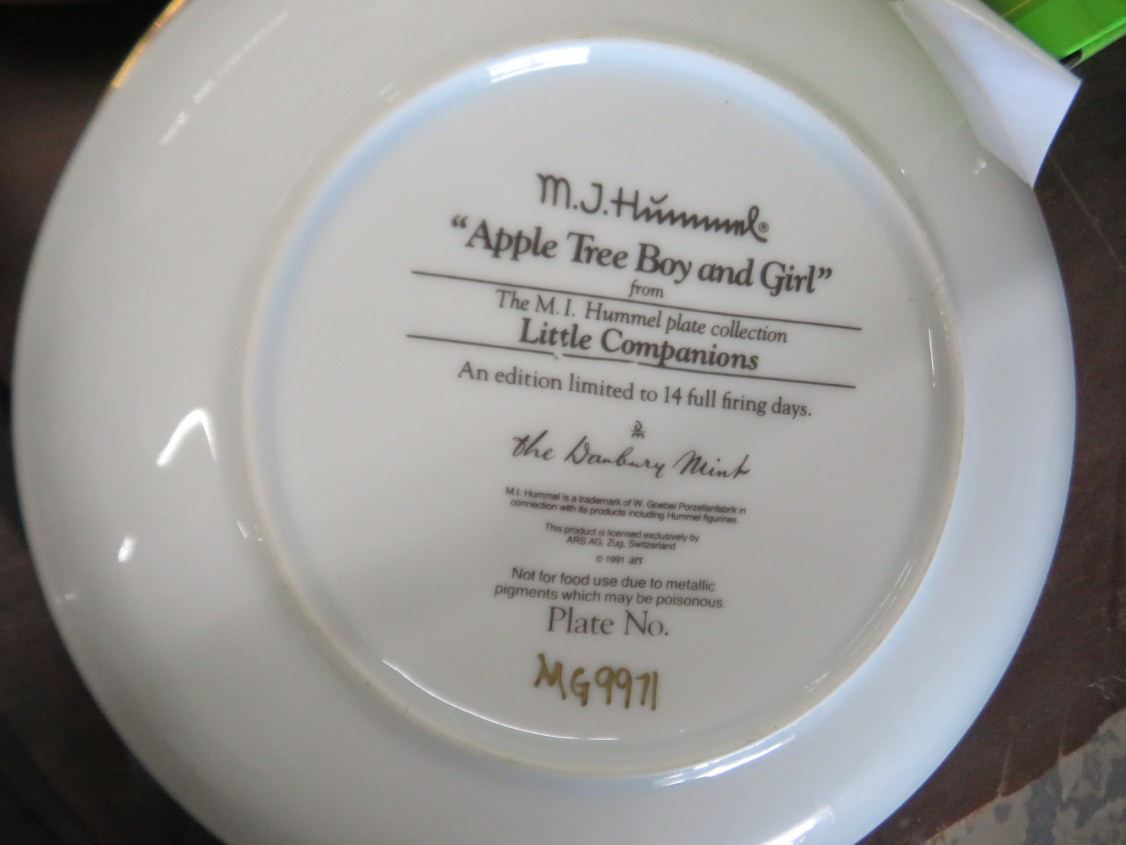 M.J.Hümmel®
“Apple Tree Boy and Girl”
from
The M.I. Hummel plate collection
Little Companions
An edition limited to 14 full firing days.
DM
the Danbury Mint
M.I. Hummel is a trademark of W. Goebel Porzellanfabrik in
connection with its products including Hummel figurines.
This product is licensed exclusively by
ARS AG, Zug, Switzerland
© 1991 ars
Not for food use due to metallic
pigments which may be poisonous.
Plate No.
MG9971